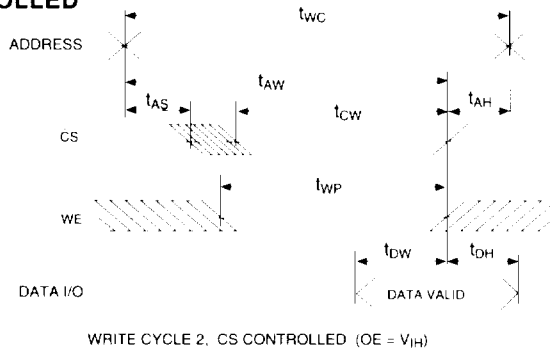 OLLED
tWC
ADDRESS
tAW
tAS
tAH
tCW
CS
tWP
WE
tDW
tDH
DATA I/O
DATA VALID
WRITE CYCLE 2, CS CONTROLLED (OE = VIH)